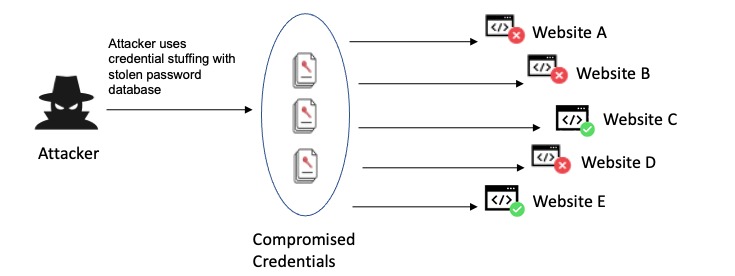 Attacker uses
credential stuffing with
stolen password
database
Attacker
Compromised
Credentials
</> Website A
</> Website B
</> Website C
</> Website D
</> Website E